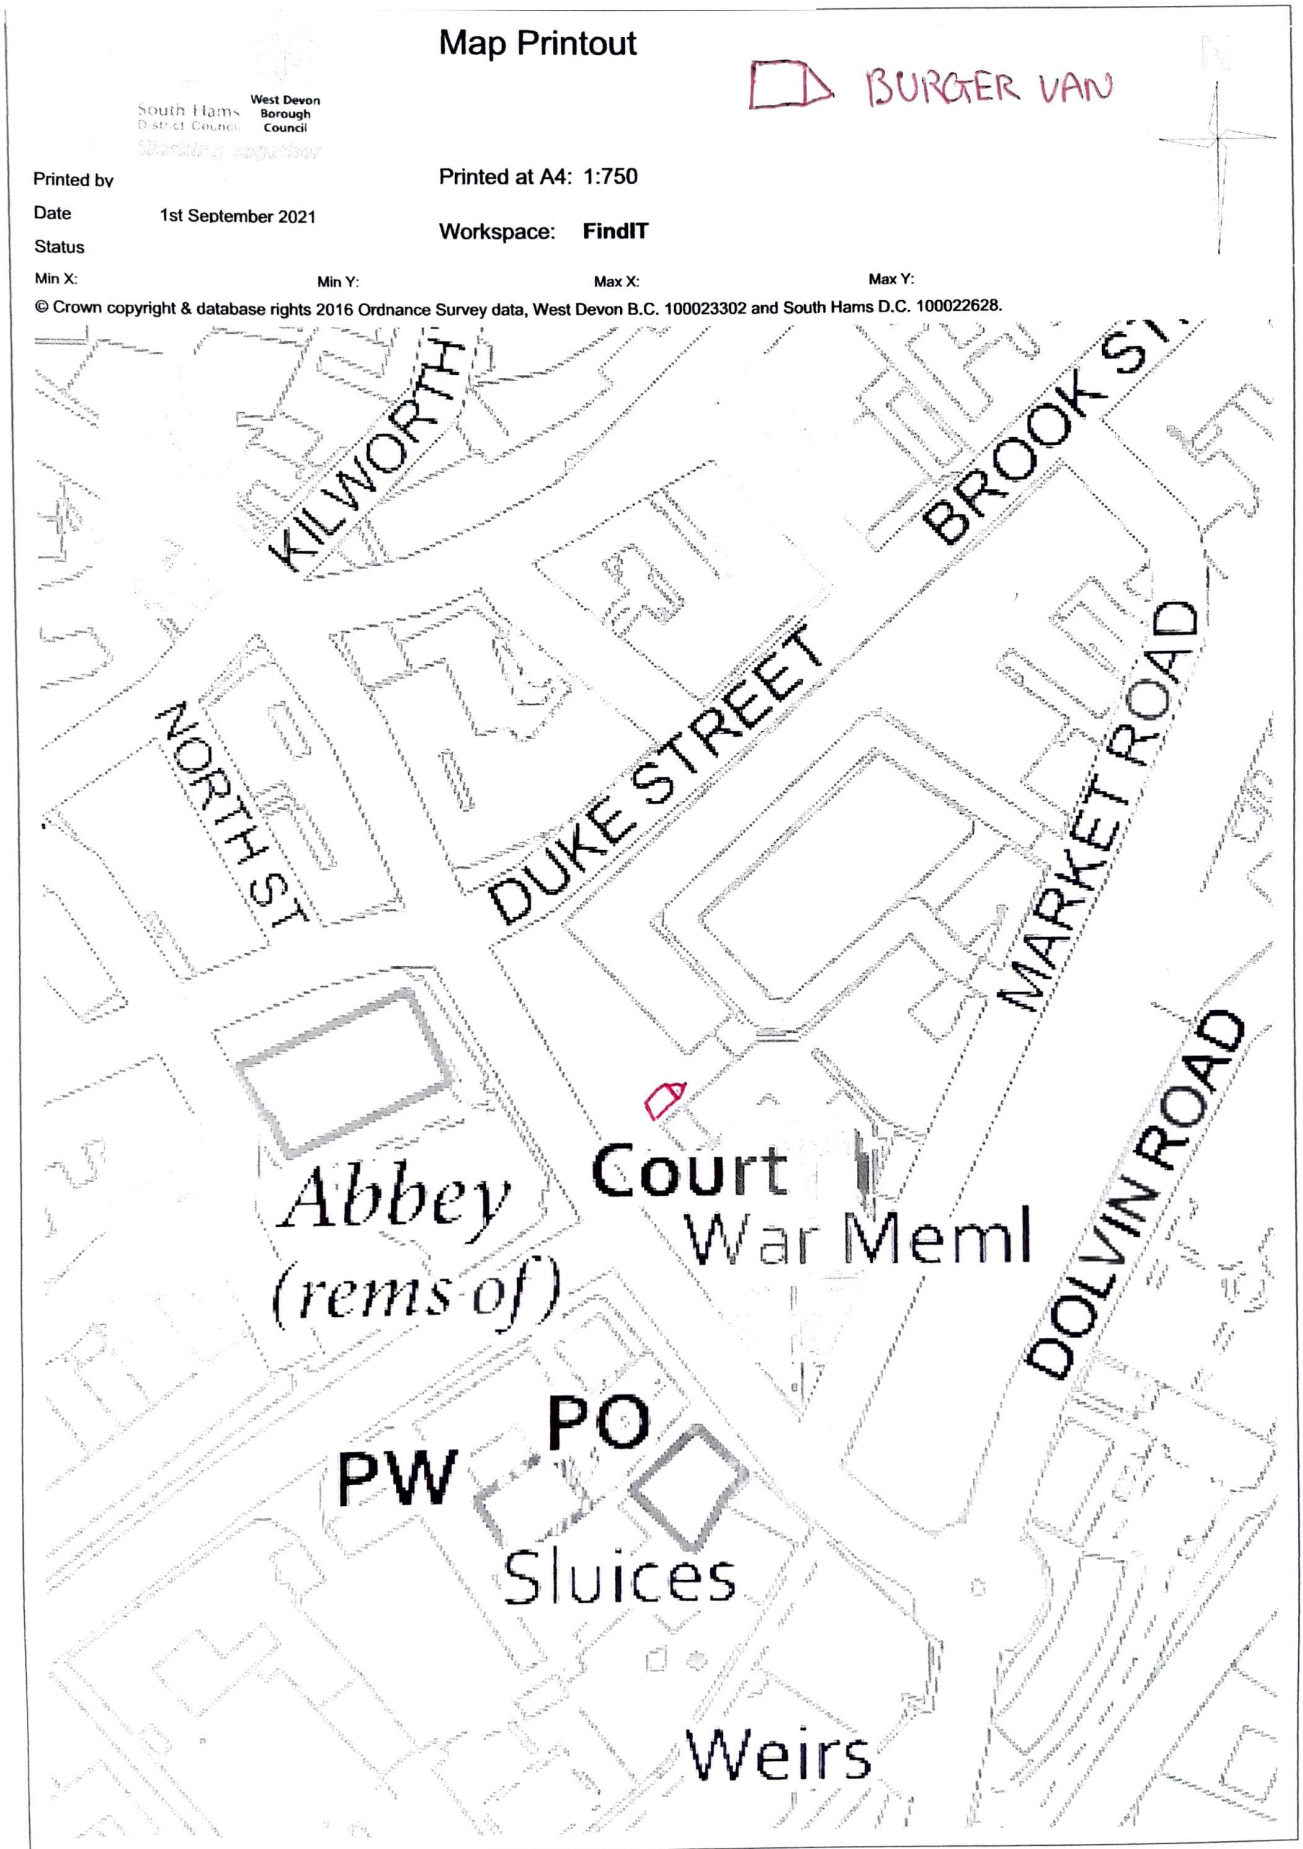 Map Printout
BURGER VAN
N
South Hams
District Council
West Devon
Borough
Council
Working together
Printed by
Printed at A4: 1:750
Date 1st September 2021
Workspace: FindIT
Status
Min X: Min Y: Max X: Max Y:
© Crown copyright & database rights 2016 Ordnance Survey data, West Devon B.C. 100023302 and South Hams D.C. 100022628.
KILWORTH
BROOK ST
MARKET ROAD
DUKE STREET
NORTH ST
DOLVIN ROAD
Court
War Meml
Abbey
(rems of)
PO
PW
Sluices
Weirs